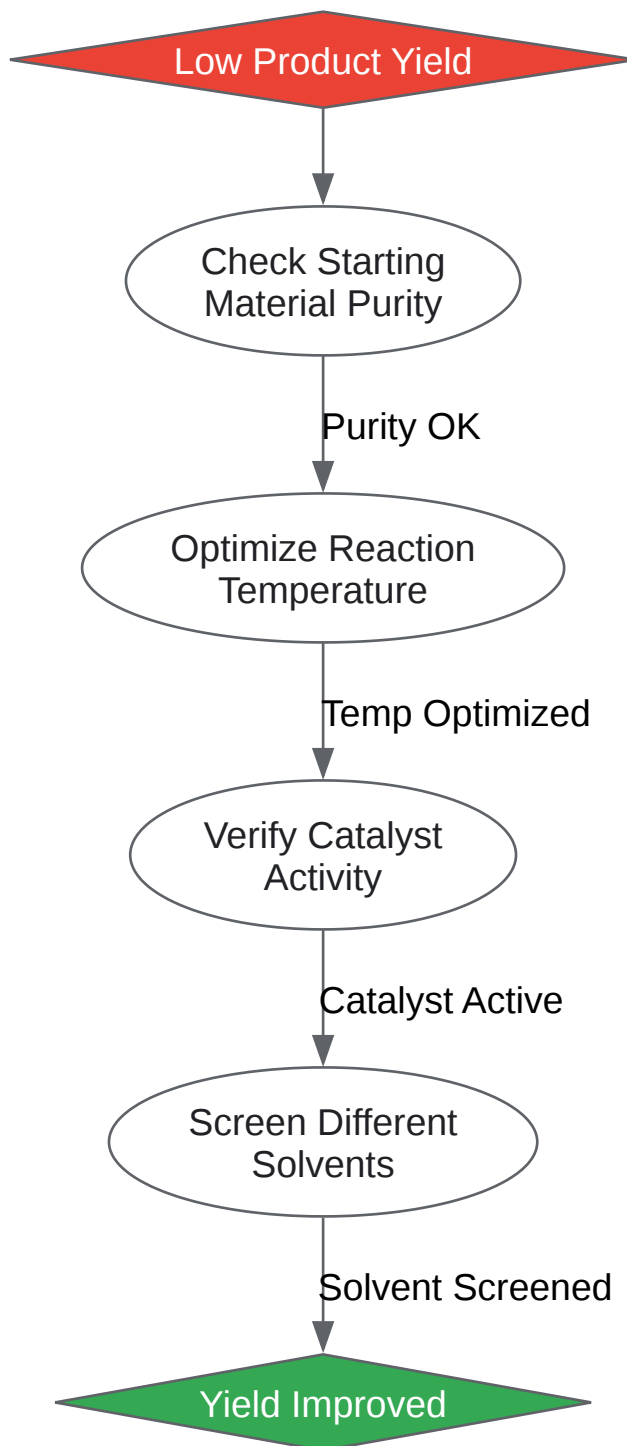 Low Product Yield
Check Starting
Material Purity
Purity OK
Optimize Reaction
Temperature
Temp Optimized
Verify Catalyst
Activity
Catalyst Active
Screen Different
Solvents
Solvent Screened
Yield Improved